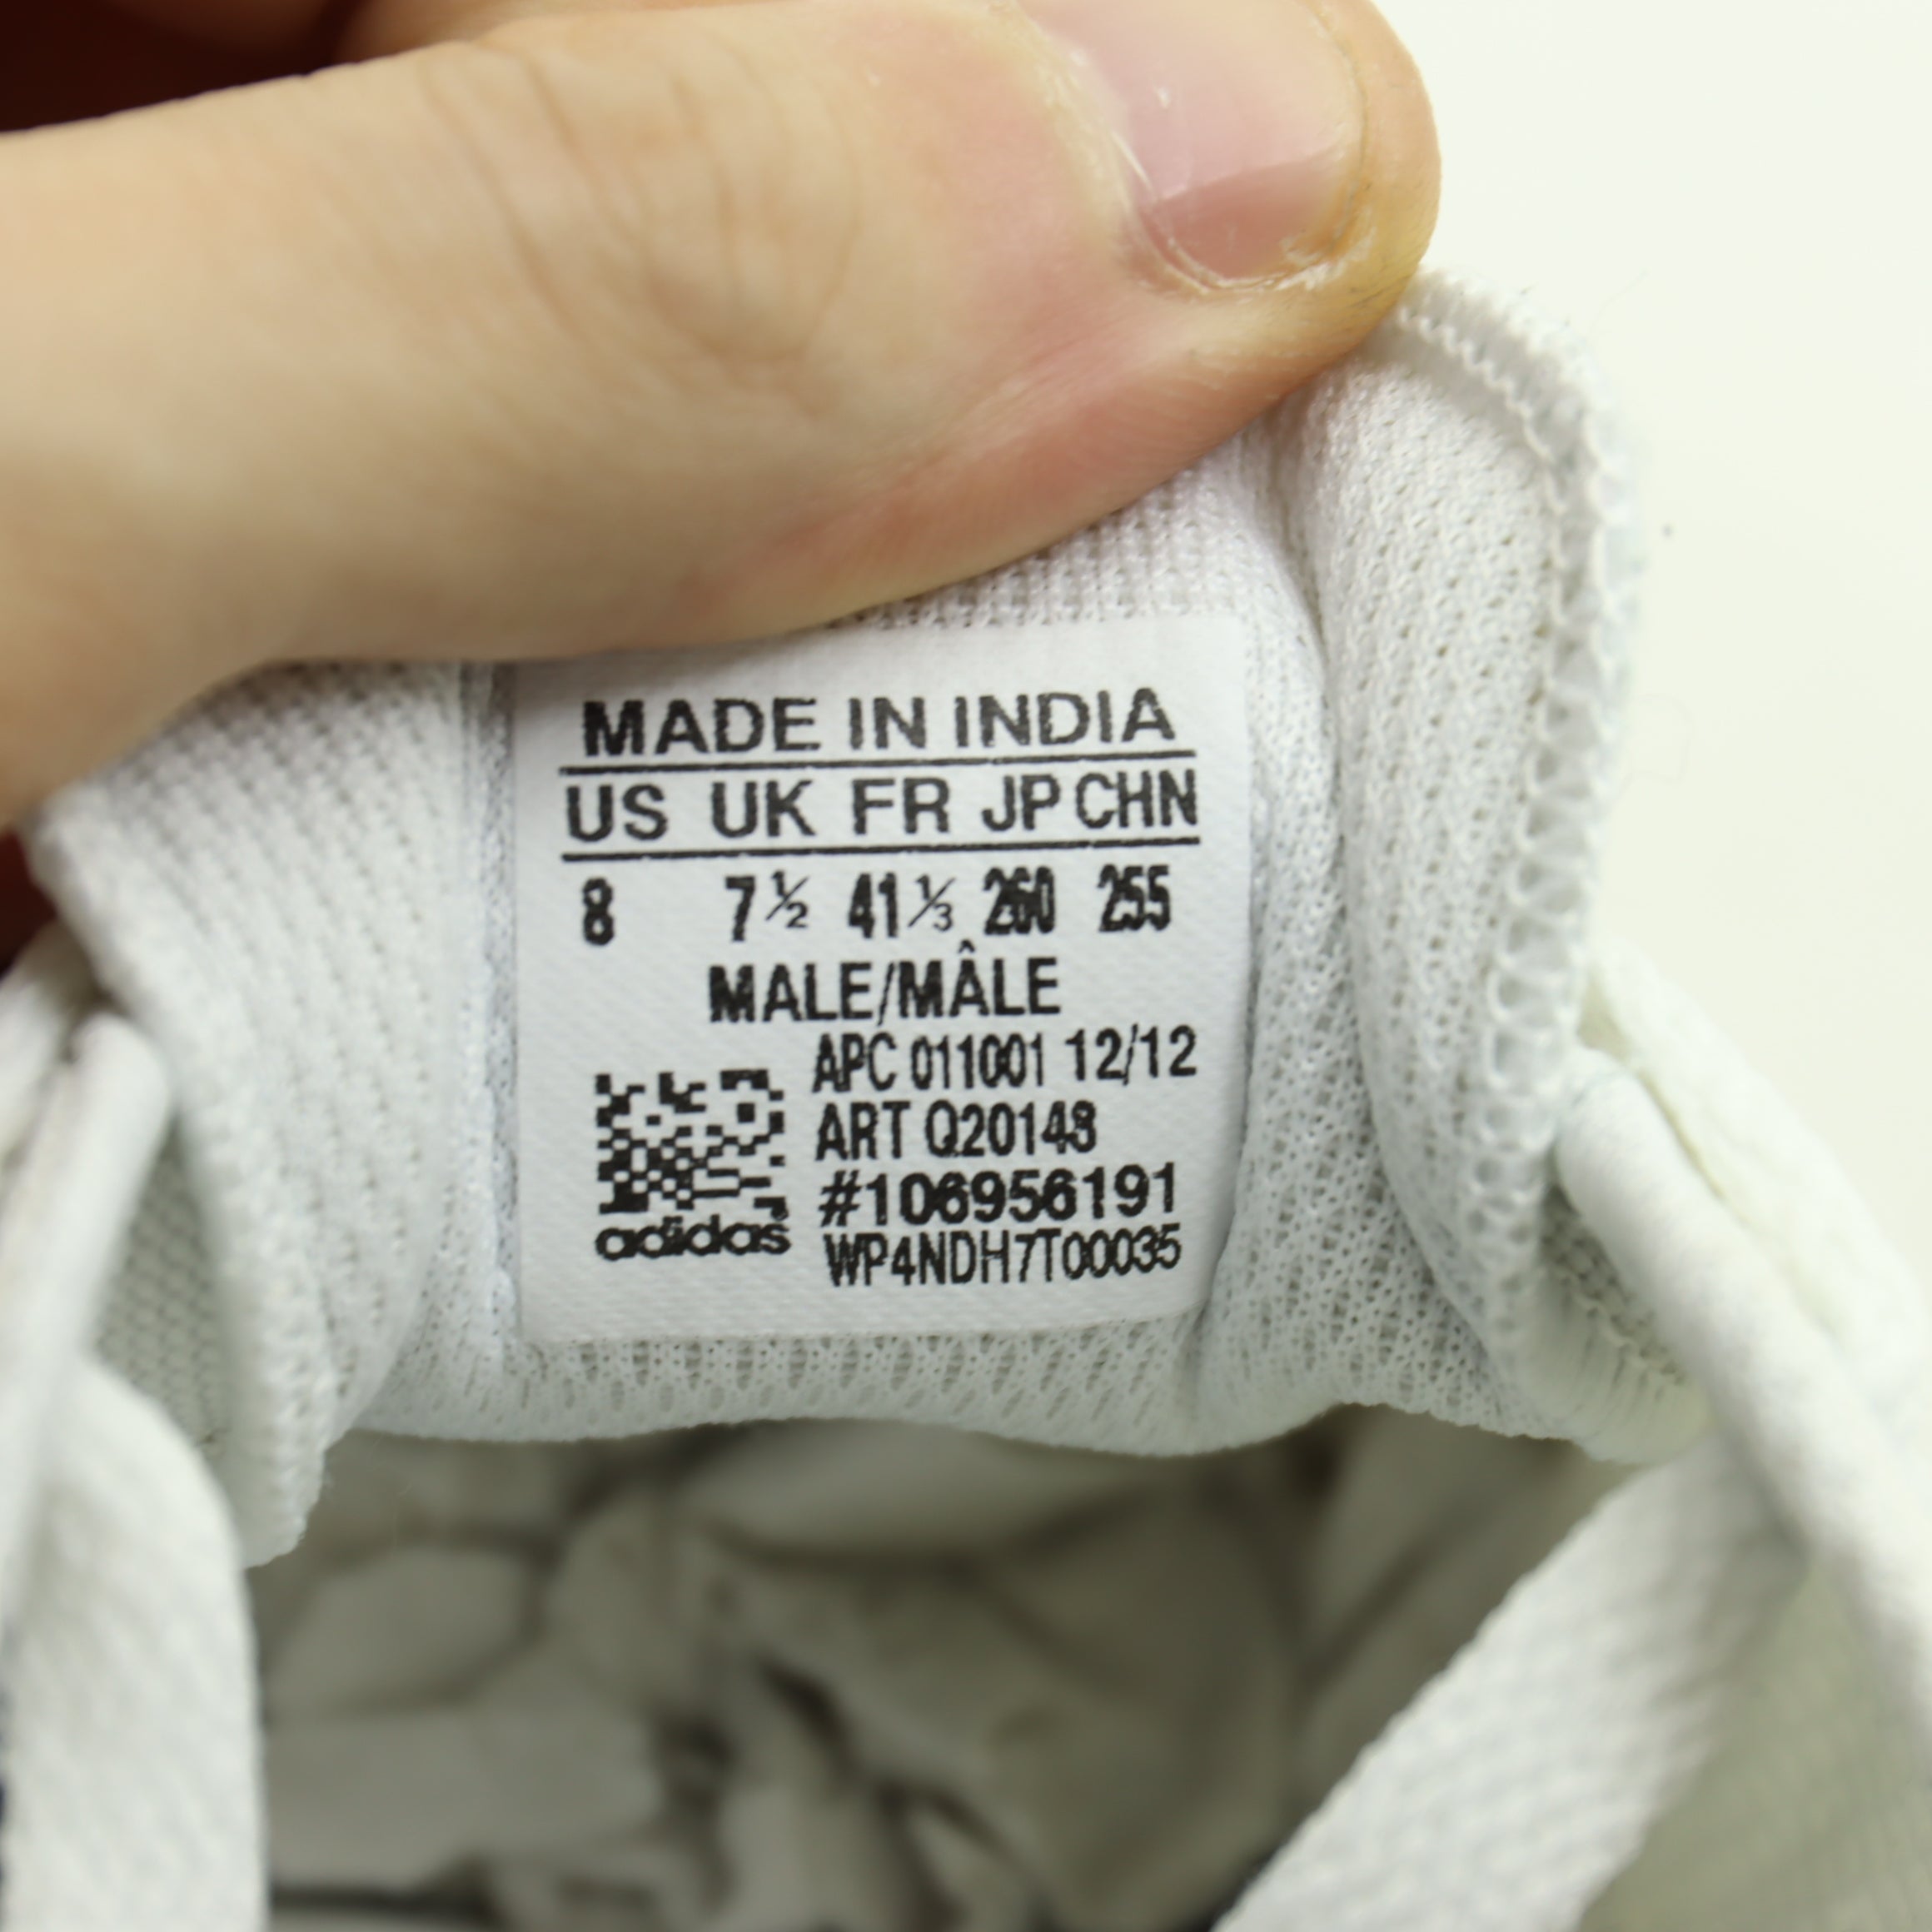 MADE IN INDIA
US UK FR JP CHN
8 7½ 41⅓ 260 255
MALE/MÂLE
APC 011001 12/12
ART Q20148
#106956191
adidas WP4NDH7T00035